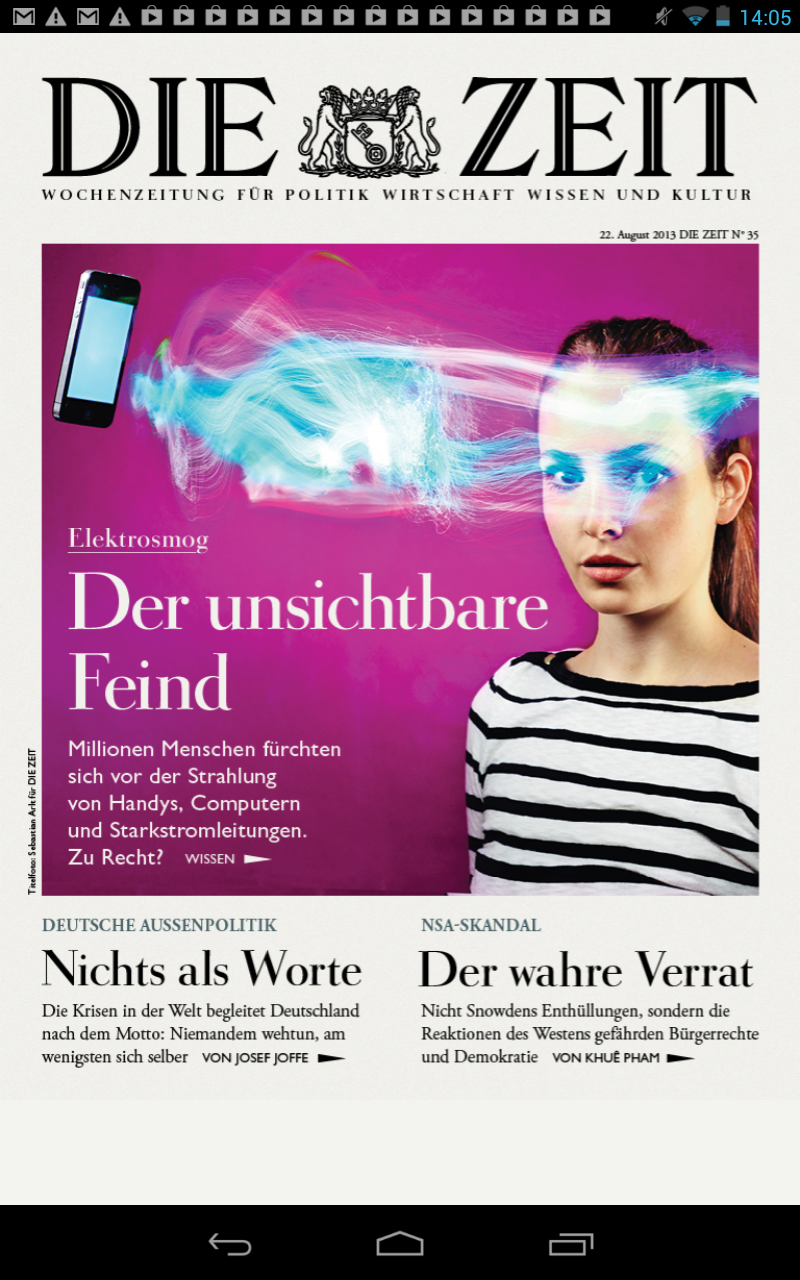 14:05
DIE ZEIT
WOCHENZEITUNG FÜR POLITIK WIRTSCHAFT WISSEN UND KULTUR
22. August 2013 DIE ZEIT N° 35
Elektrosmog
Der unsichtbare
Feind
Millionen Menschen fürchten
sich vor der Strahlung
von Handys, Computern
und Starkstromleitungen.
Zu Recht? WISSEN
Titelfoto: Sebastian Arlt für DIE ZEIT
DEUTSCHE AUSSENPOLITIK
Nichts als Worte
Die Krisen in der Welt begleitet Deutschland
nach dem Motto: Niemandem wehtun, am
wenigsten sich selber VON JOSEF JOFFE
NSA-SKANDAL
Der wahre Verrat
Nicht Snowdens Enthüllungen, sondern die
Reaktionen des Westens gefährden Bürgerrechte
und Demokratie VON KHUÊ PHAM